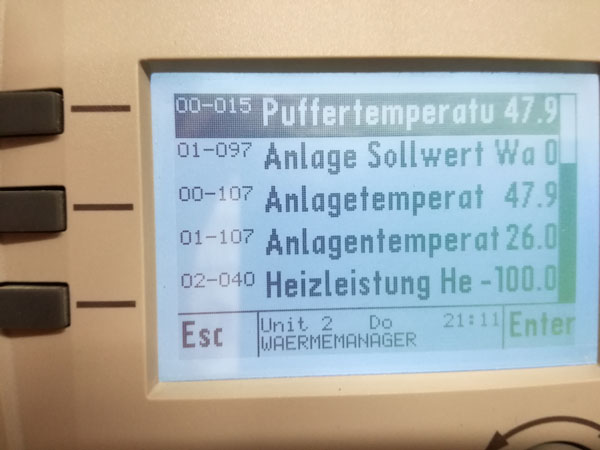 00-015 Puffertemperatu 47.9
01-097 Anlage Sollwert Wa 0
00-107 Anlagetemperat 47.9
01-107 Anlagentemperat 26.0
02-040 Heizleistung He -100.0
Esc Unit 2 Do 21:11 Enter
WAERMEMANAGER